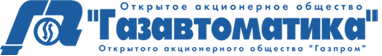 Открытое акционерное общество
"Газавтоматика"
Открытого акционерного общества "Газпром"